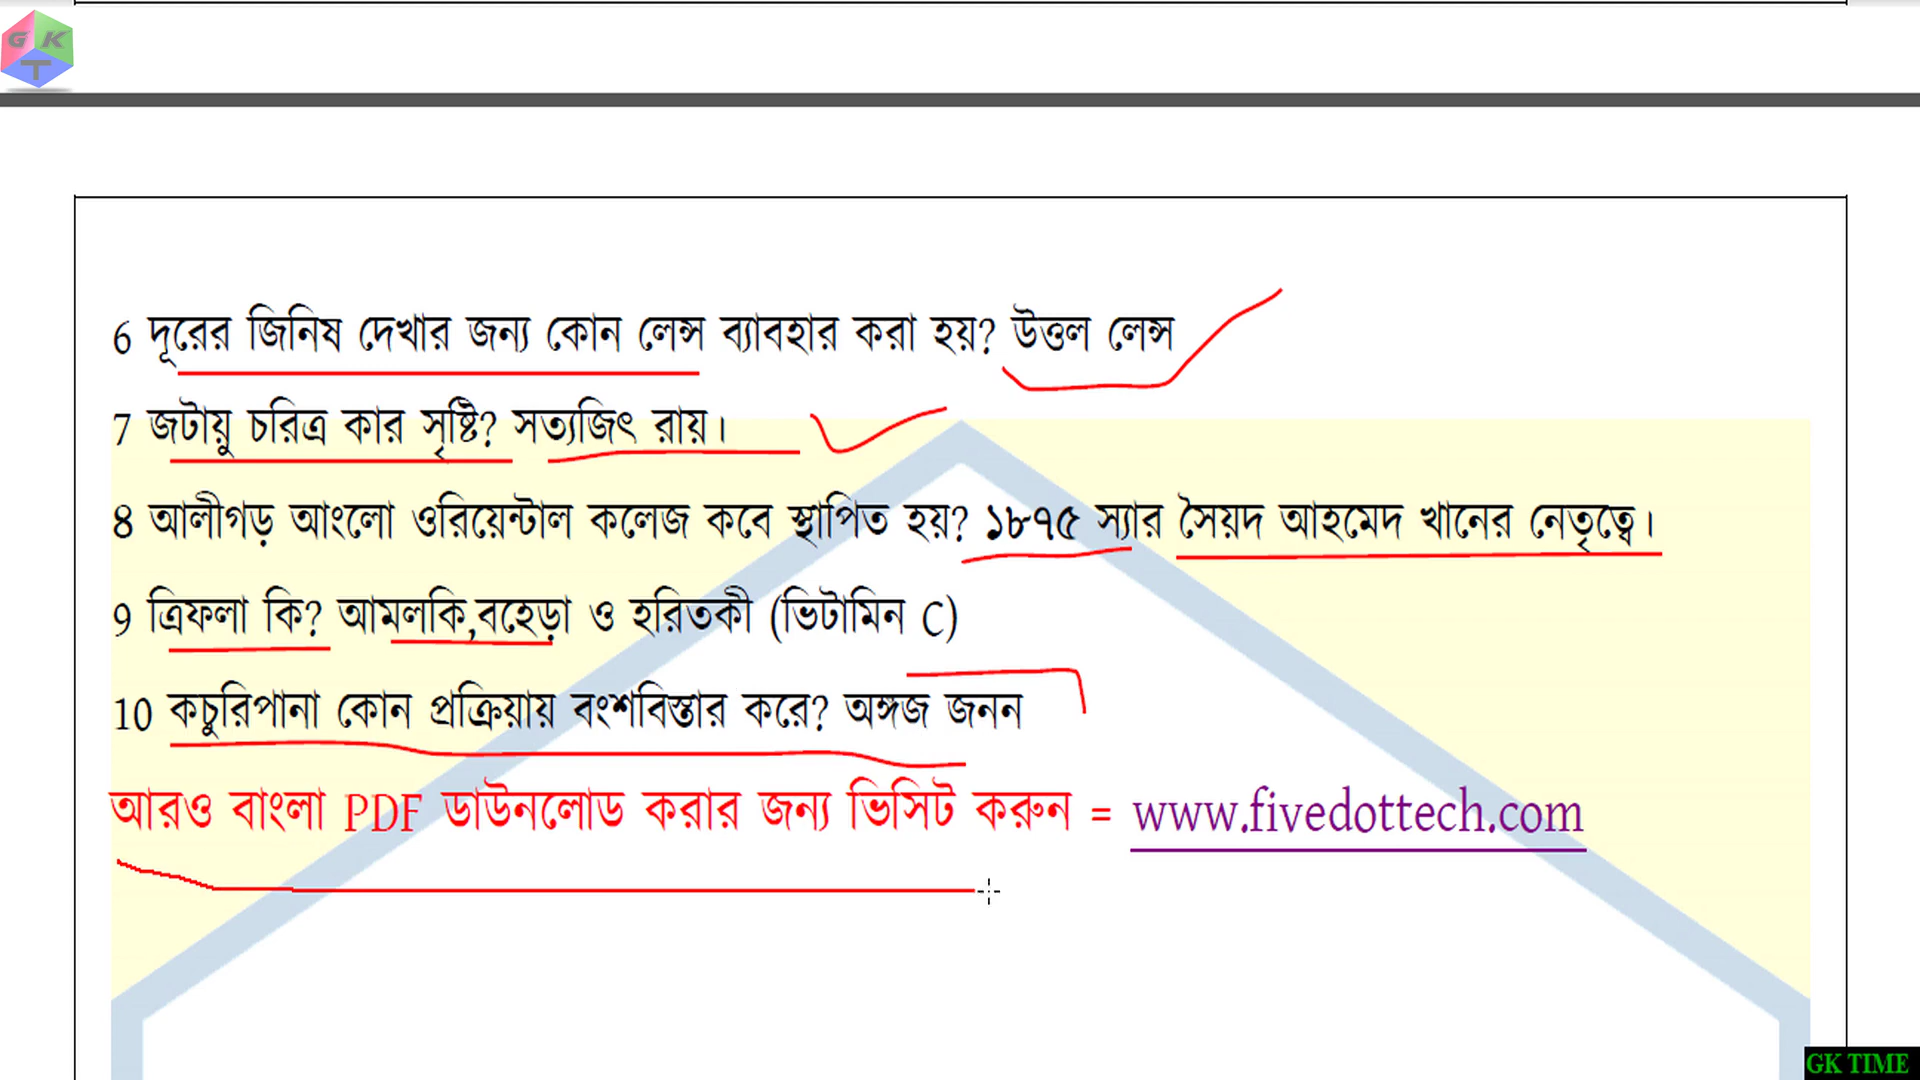 GKT
6 দূরের জিনিষ দেখার জন্য কোন লেন্স ব্যাবহার করা হয়? উত্তল লেন্স
7 জটায়ু চরিত্র কার সৃষ্টি? সত্যজিৎ রায়।
8 আলীগড় আংলো ওরিয়েন্টাল কলেজ কবে স্থাপিত হয়? ১৮৭৫ স্যার সৈয়দ আহমেদ খানের নেতৃত্বে।
9 ত্রিফলা কি? আমলকি,বহেড়া ও হরিতকী (ভিটামিন C)
10 কচুরিপানা কোন প্রক্রিয়ায় বংশবিস্তার করে? অঙ্গজ জনন
আরও বাংলা PDF ডাউনলোড করার জন্য ভিসিট করুন = www.fivedottech.com
GK TIME